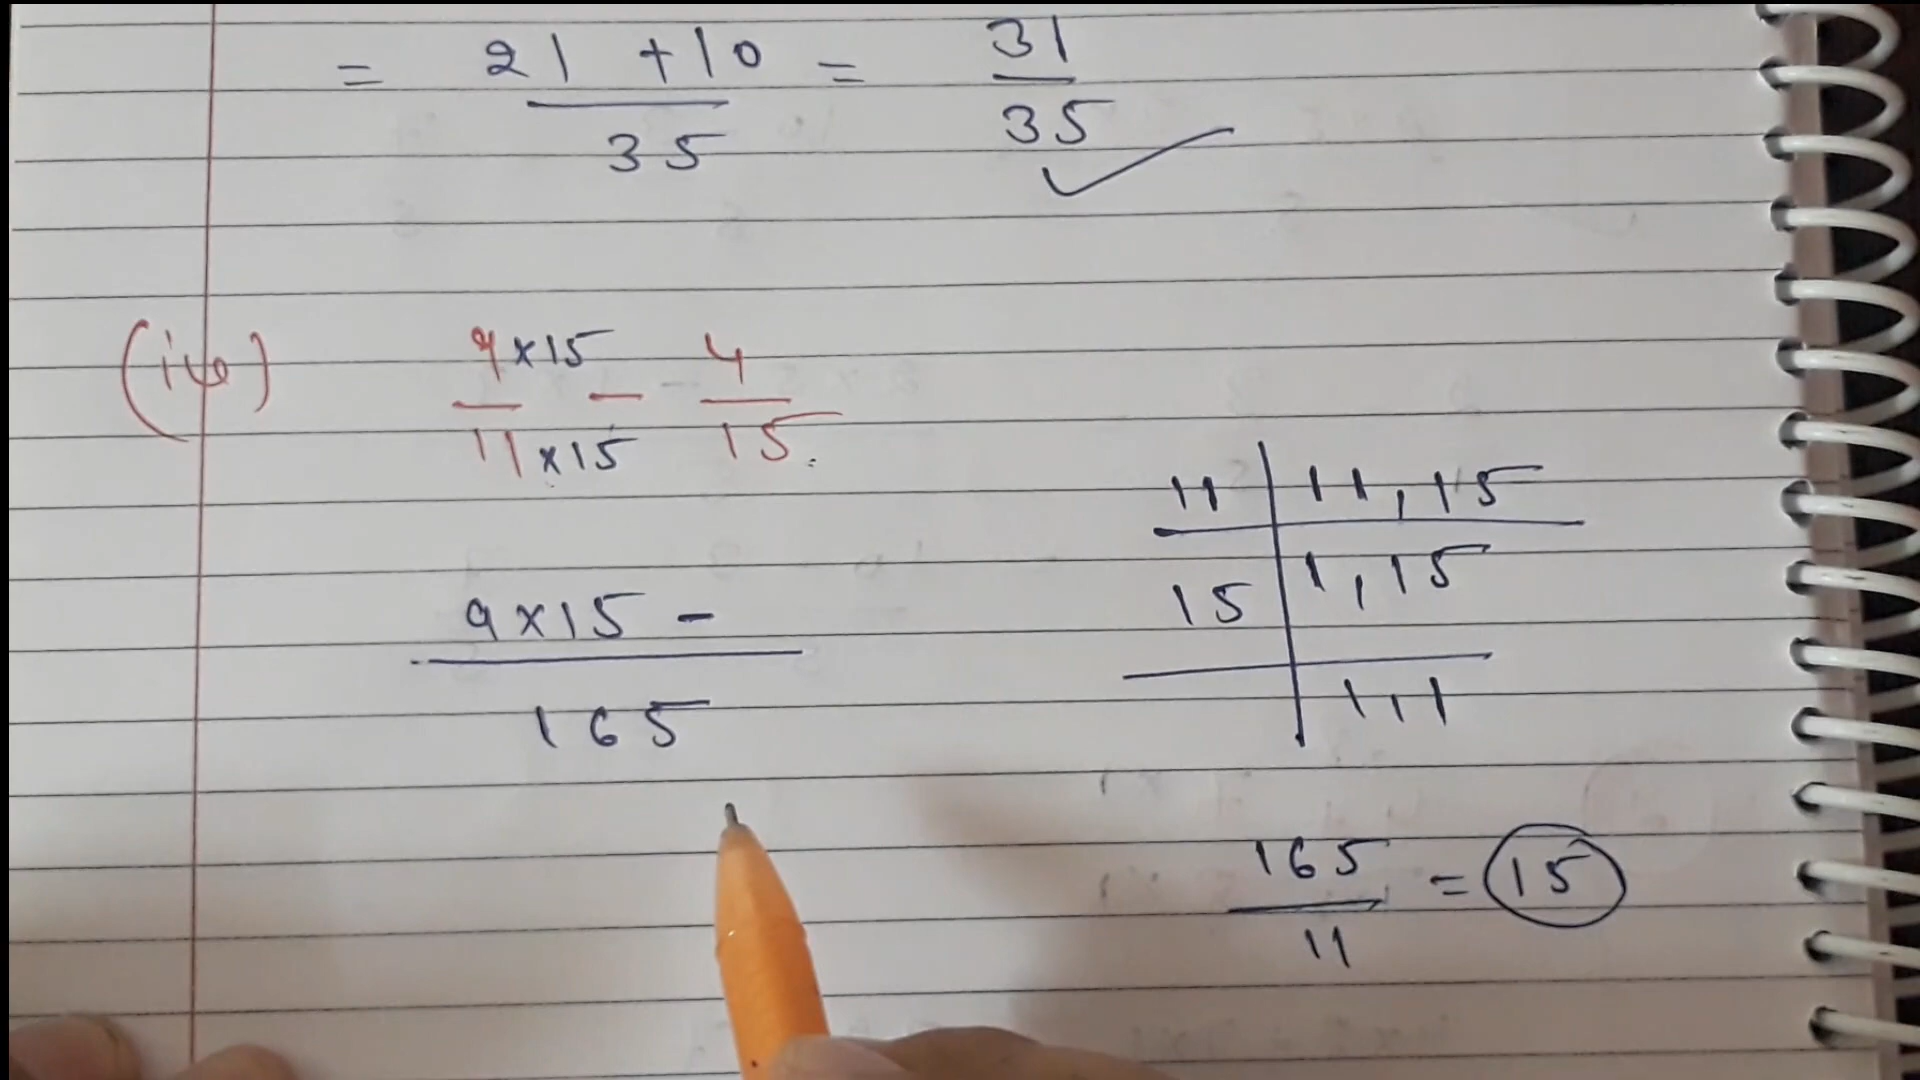 = 21 + 10 / 35 = 31 / 35 ✓
(iv) 9×15 / 11×15 − 4 / 15
11 | 11, 15
15 | 1, 15
1, 1
9×15 − / 165
165 / 11 = 15